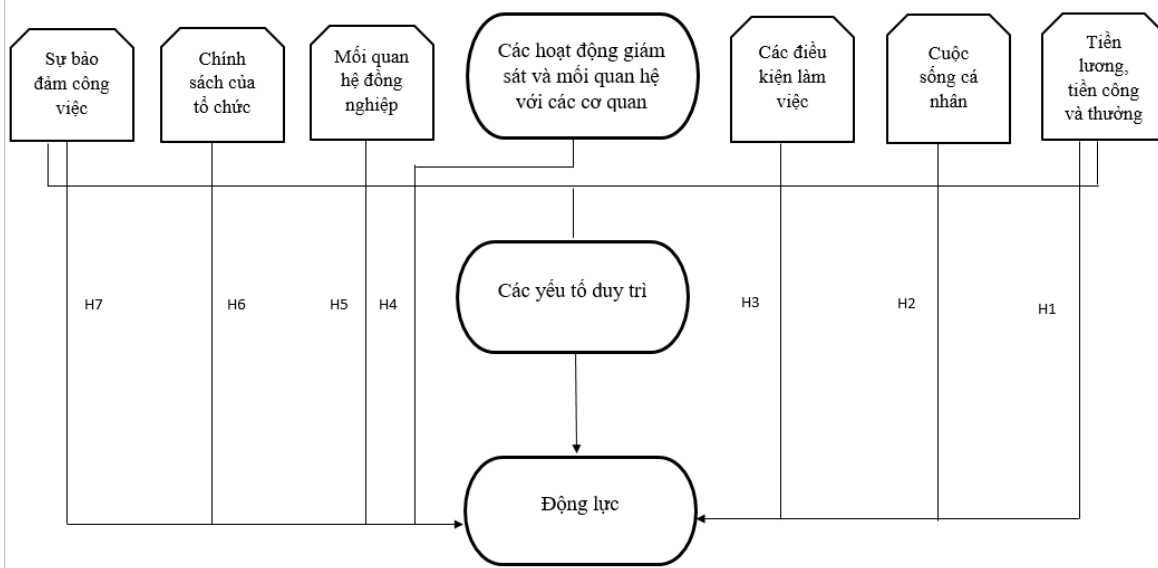 Sự bảo
đảm công
việc
Chính
sách của
tổ chức
Mối quan
hệ đồng
nghiệp
Các hoạt động giám
sát và mối quan hệ
với các cơ quan
Các điều
kiện làm
việc
Cuộc
sống cá
nhân
Tiền
lương,
tiền công
và thưởng
H7
H6
H5
H4
Các yếu tố duy trì
H3
H2
H1
Động lực